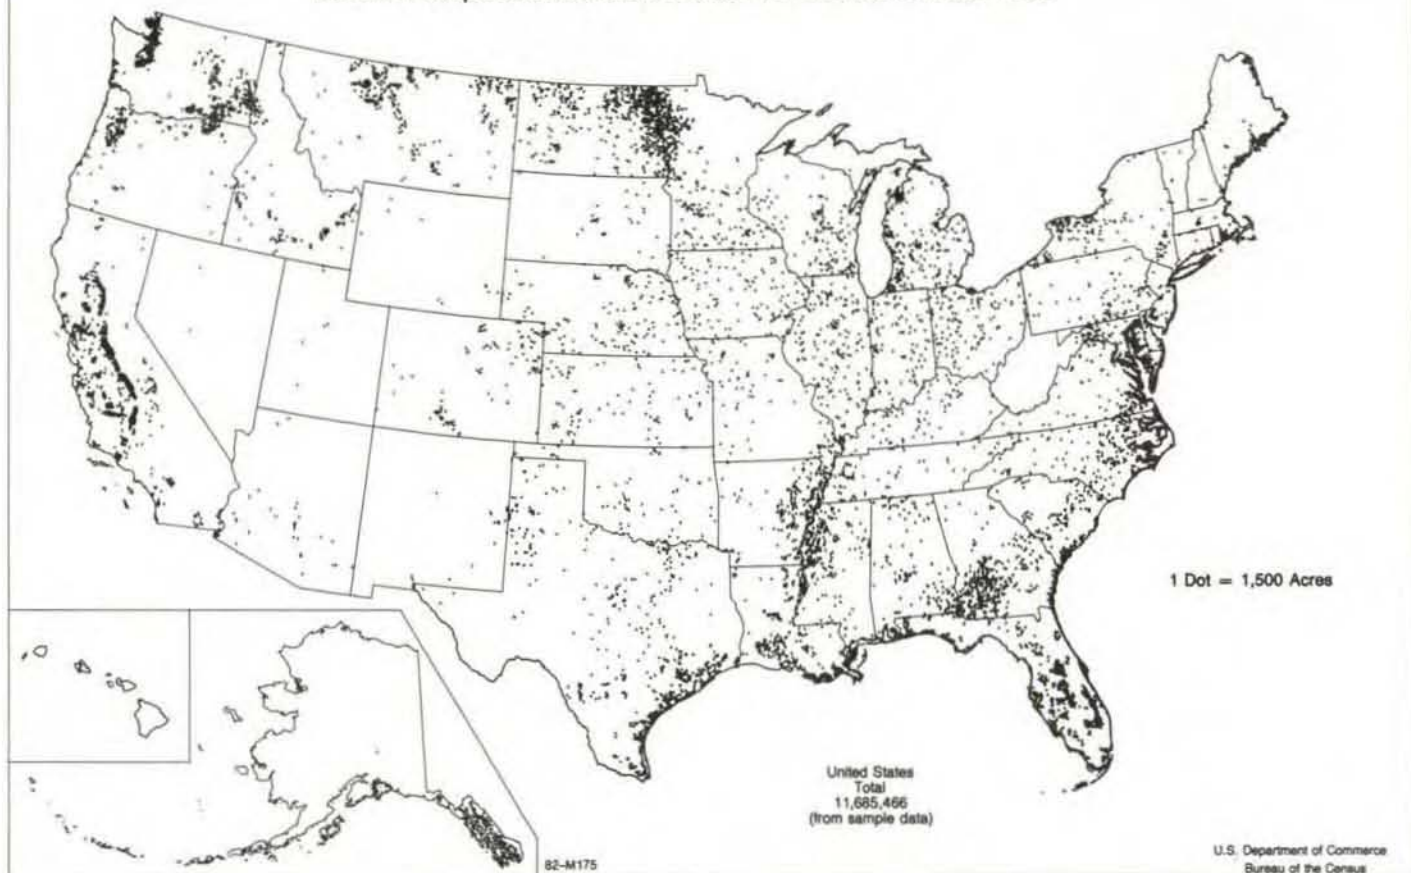 1 Dot = 1,500 Acres
United States
Total
11,685,466
(from sample data)
82-M175
U.S. Department of Commerce
Bureau of the Census